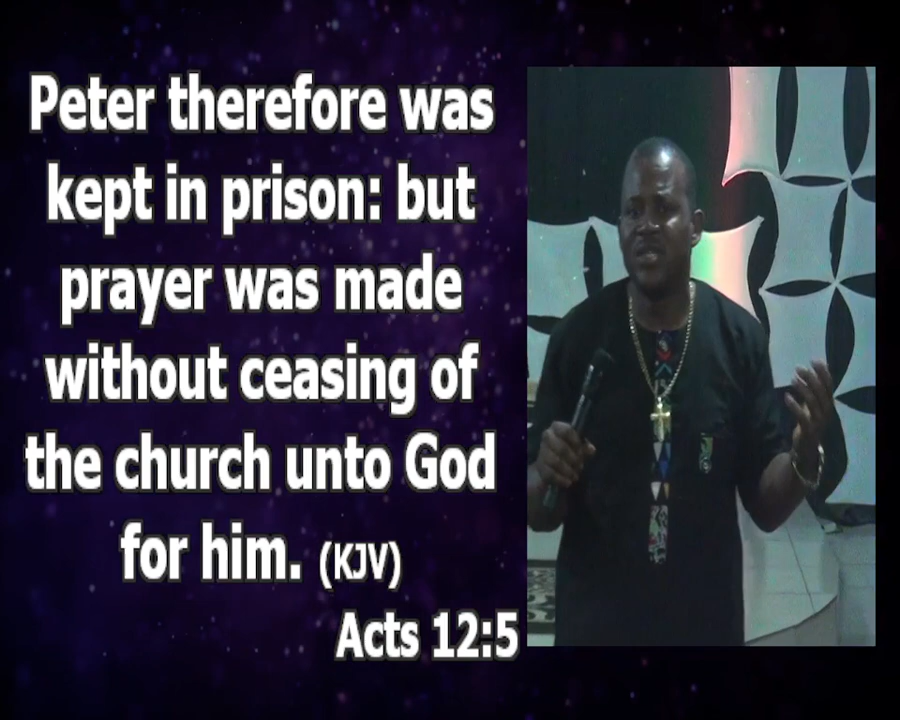 Peter therefore was
kept in prison: but
prayer was made
without ceasing of
the church unto God
for him. (KJV)
Acts 12:5